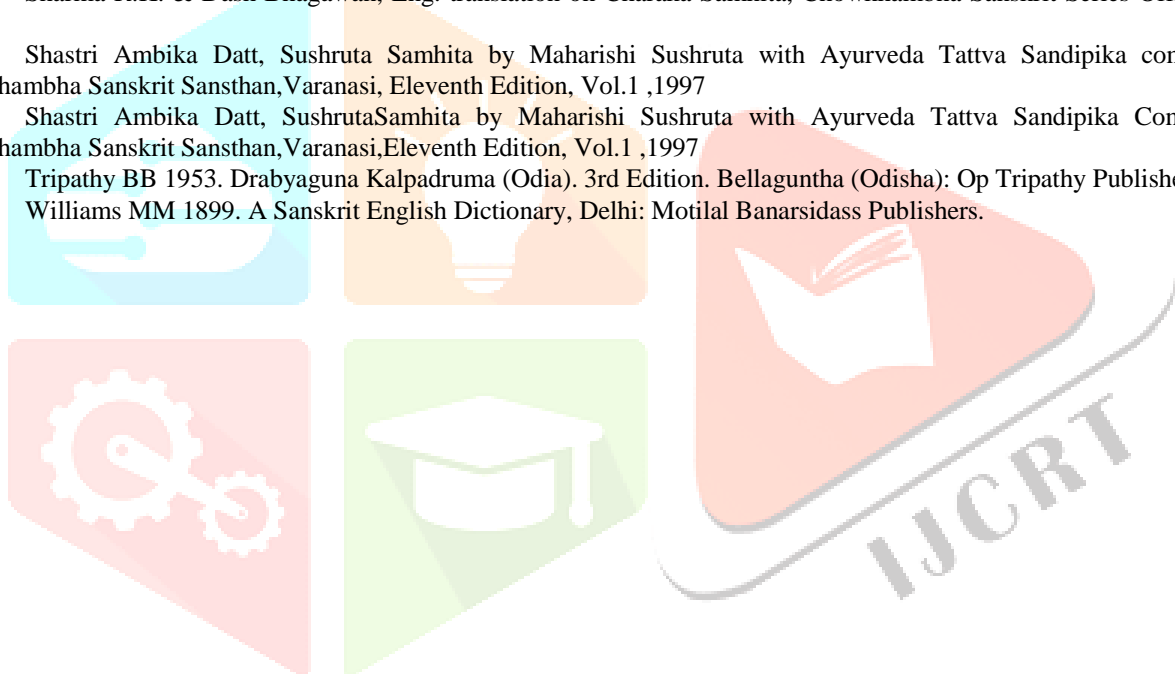 Shastri Ambika Datt, Sushruta Samhita by Maharishi Sushruta with Ayurveda Tattva Sandipika con
hambha Sanskrit Sansthan,Varanasi, Eleventh Edition, Vol.1 ,1997
Shastri Ambika Datt, SushrutaSamhita by Maharishi Sushruta with Ayurveda Tattva Sandipika Con
hambha Sanskrit Sansthan,Varanasi,Eleventh Edition, Vol.1 ,1997
Tripathy BB 1953. Drabyaguna Kalpadruma (Odia). 3rd Edition. Bellaguntha (Odisha): Op Tripathy Publishe
Williams MM 1899. A Sanskrit English Dictionary, Delhi: Motilal Banarsidass Publishers.
IJCRT